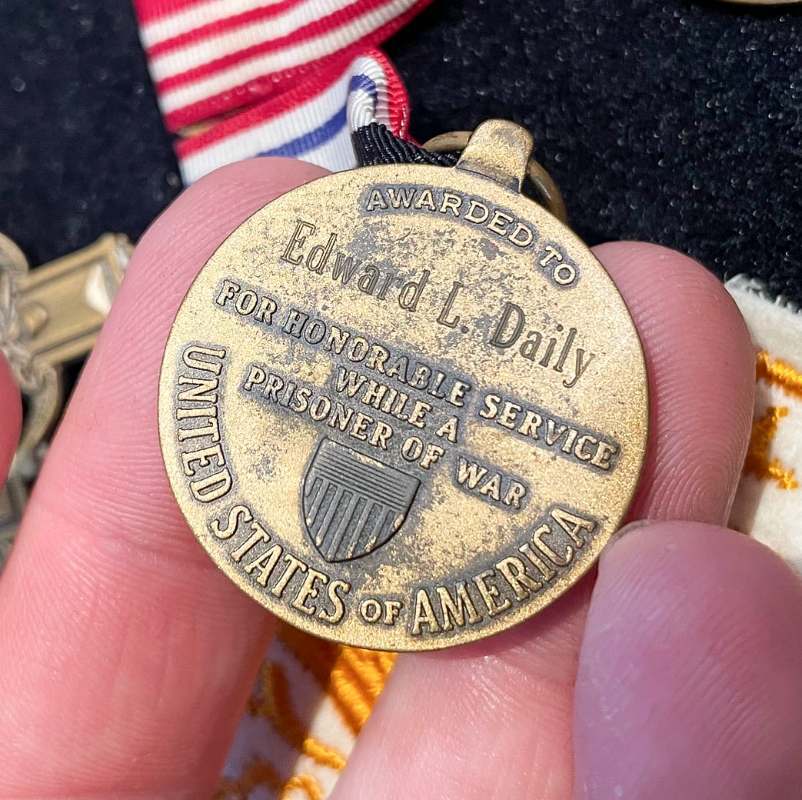 AWARDED TO
Edward L. Daily
FOR HONORABLE SERVICE
WHILE A
PRISONER OF WAR
UNITED STATES OF AMERICA